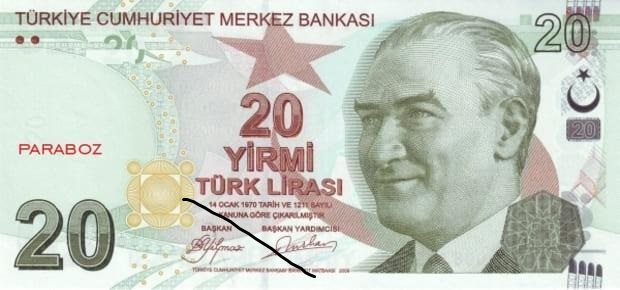 TÜRKİYE CUMHURİYET MERKEZ BANKASI
20
20
YİRMİ
TÜRK LİRASI
PARABOZ
14 OCAK 1970 TARİH VE 1211 SAYILI
KANUNA GÖRE ÇIKARILMIŞTIR
BAŞKAN BAŞKAN YARDIMCISI
20
20
TÜRKİYE CUMHURİYET MERKEZ BANKASI MATBAASI 2009